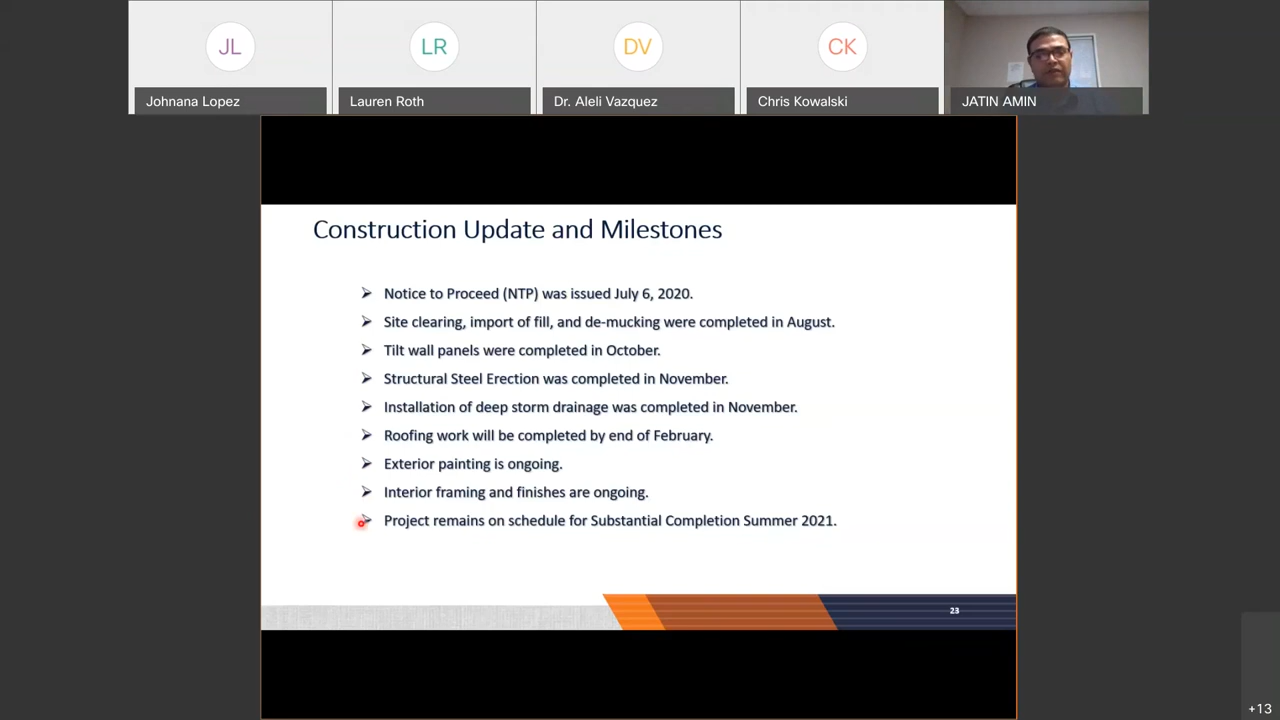 JL
LR
DV
CK
Johnana Lopez
Lauren Roth
Dr. Aleli Vazquez
Chris Kowalski
JATIN AMIN
Construction Update and Milestones
Notice to Proceed (NTP) was issued July 6, 2020.
Site clearing, import of fill, and de-mucking were completed in August.
Tilt wall panels were completed in October.
Structural Steel Erection was completed in November.
Installation of deep storm drainage was completed in November.
Roofing work will be completed by end of February.
Exterior painting is ongoing.
Interior framing and finishes are ongoing.
Project remains on schedule for Substantial Completion Summer 2021.
23
+13